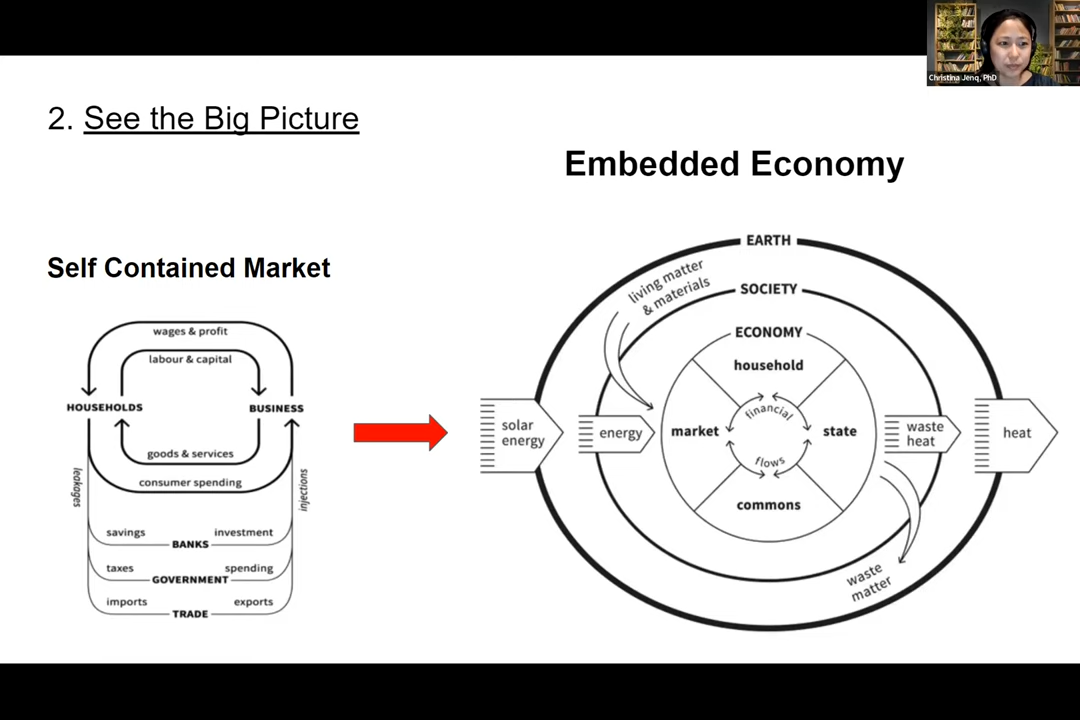 Christina Jenq, PhD
2. See the Big Picture
Embedded Economy
Self Contained Market
wages & profit
labour & capital
HOUSEHOLDS
BUSINESS
goods & services
consumer spending
leakages
injections
savings
investment
BANKS
taxes
spending
GOVERNMENT
imports
exports
TRADE
EARTH
living matter
& materials
SOCIETY
ECONOMY
household
financial
solar
energy
energy
market
state
waste
heat
heat
flows
commons
waste
matter